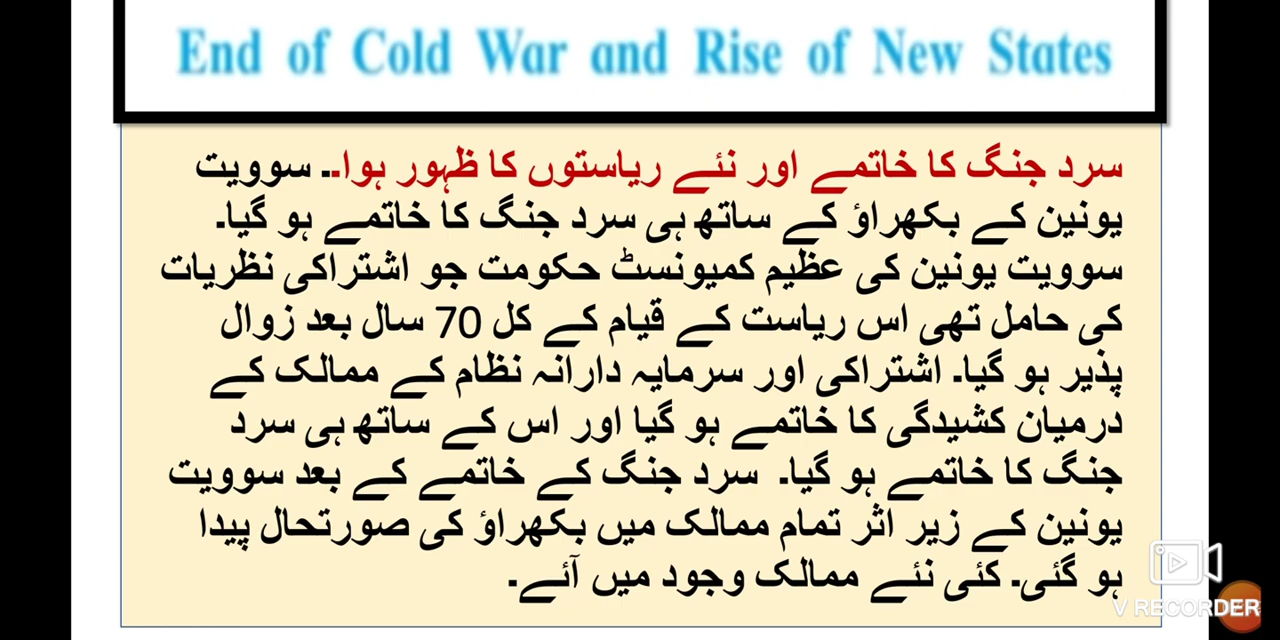 End of Cold War and Rise of New States
سرد جنگ کا خاتمے اور نئے ریاستوں کا ظہور ہوا۔۔ سوویت
یونین کے بکھراؤ کے ساتھ ہی سرد جنگ کا خاتمے ہو گیا۔
سوویت یونین کی عظیم کمیونسٹ حکومت جو اشتراکی نظریات
کی حامل تھی اس ریاست کے قیام کے کل 70 سال بعد زوال
پذیر ہو گیا۔ اشتراکی اور سرمایہ دارانہ نظام کے ممالک کے
درمیان کشیدگی کا خاتمے ہو گیا اور اس کے ساتھ ہی سرد
جنگ کا خاتمے ہو گیا۔ سرد جنگ کے خاتمے کے بعد سوویت
یونین کے زیر اثر تمام ممالک میں بکھراؤ کی صورتحال پیدا
ہو گئی۔ کئی نئے ممالک وجود میں آئے۔
V RECORDER